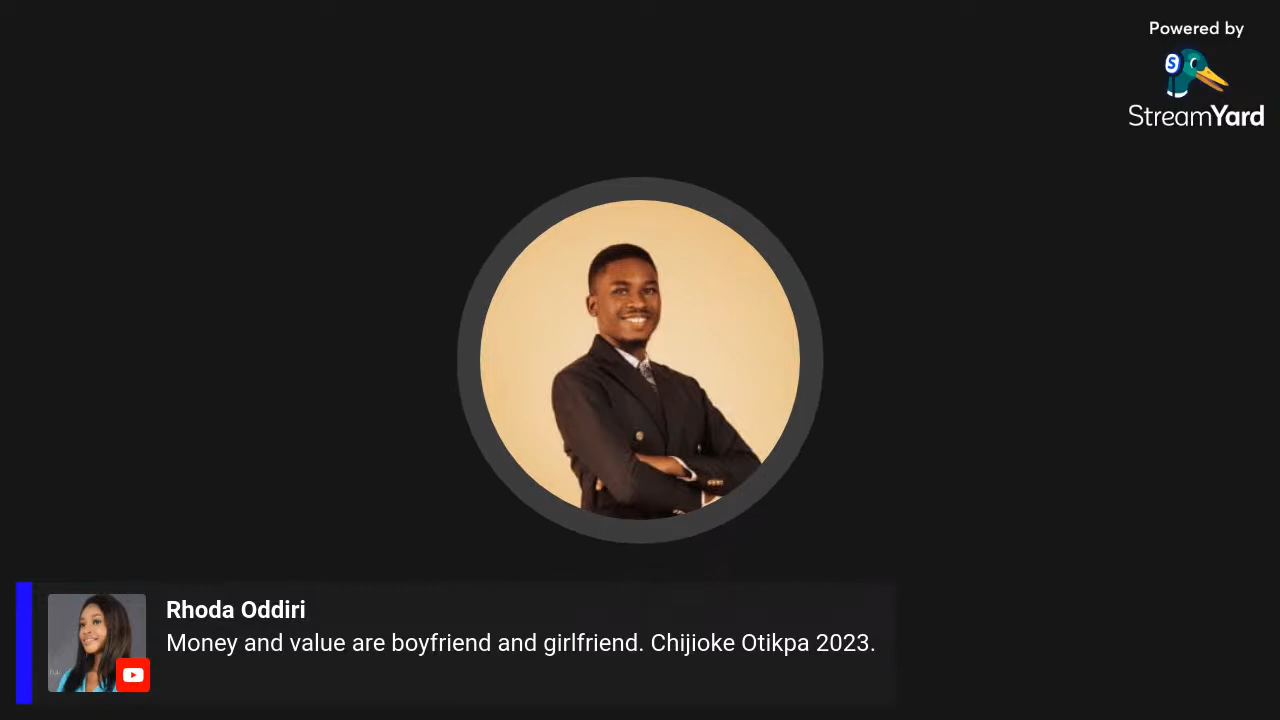 Powered by
StreamYard
Rhoda Oddiri
Money and value are boyfriend and girlfriend. Chijioke Otikpa 2023.